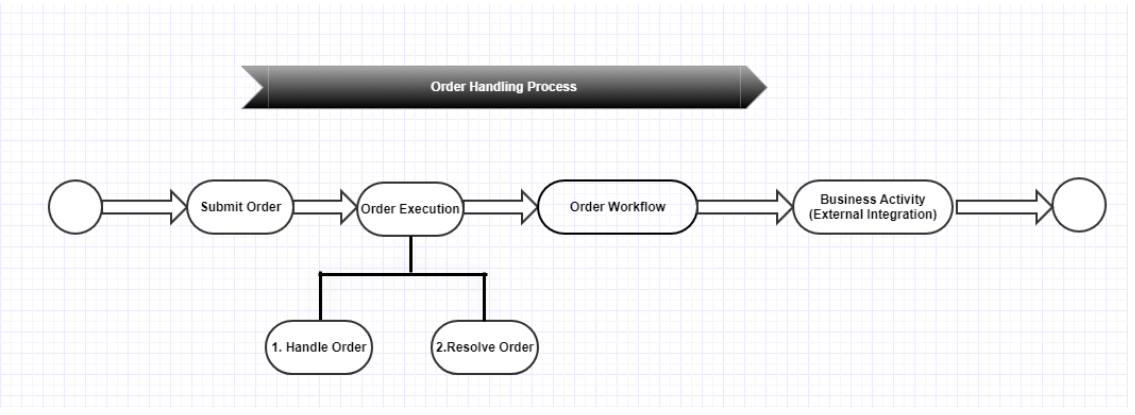 Order Handling Process
Submit Order
Order Execution
Order Workflow
Business Activity
(External Integration)
1. Handle Order
2.Resolve Order